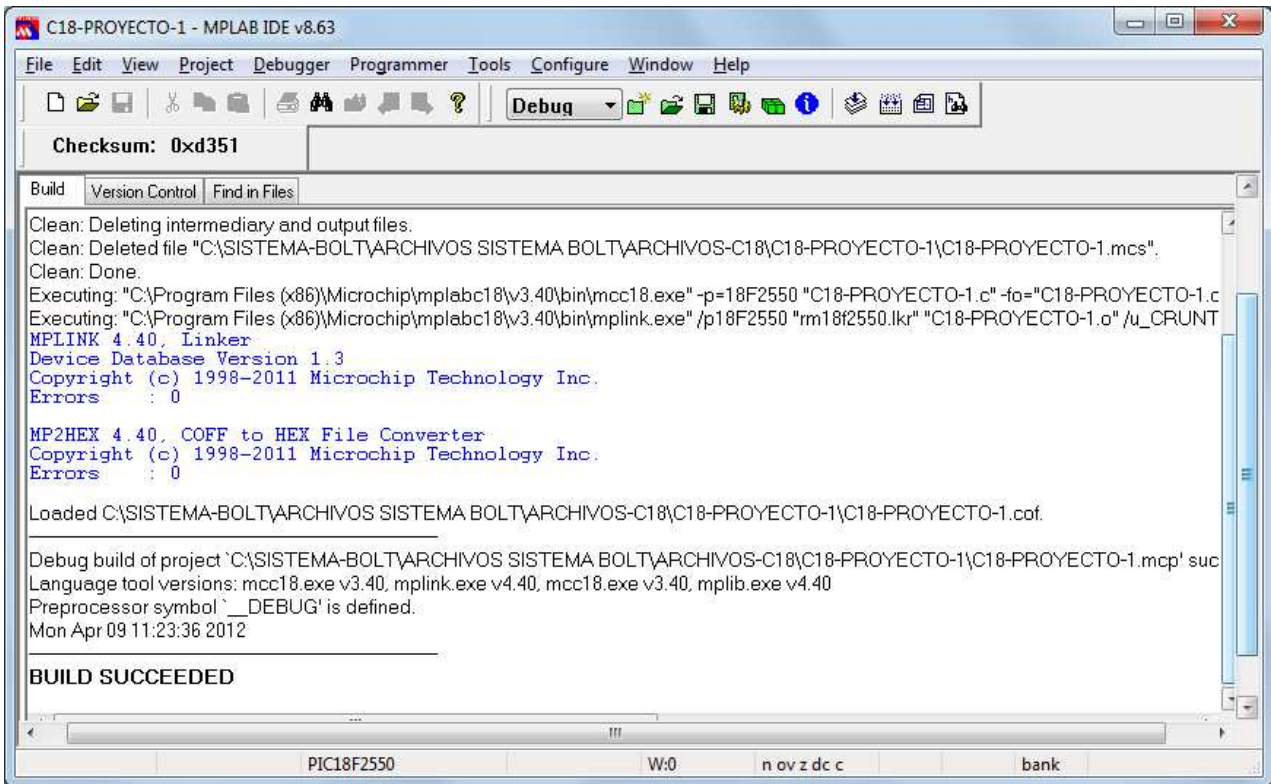 C18-PROYECTO-1 - MPLAB IDE v8.63
File Edit View Project Debugger Programmer Tools Configure Window Help
Debug
Checksum: 0xd351
Build Version Control Find in Files
Clean: Deleting intermediary and output files.
Clean: Deleted file "C:\SISTEMA-BOLT\ARCHIVOS SISTEMA BOLT\ARCHIVOS-C18\C18-PROYECTO-1\C18-PROYECTO-1.mcs".
Clean: Done.
Executing: "C:\Program Files (x86)\Microchip\mplabc18\v3.40\bin\mcc18.exe" -p=18F2550 "C18-PROYECTO-1.c" -fo="C18-PROYECTO-1.c
Executing: "C:\Program Files (x86)\Microchip\mplabc18\v3.40\bin\mplink.exe" /p18F2550 "rm18f2550.lkr" "C18-PROYECTO-1.o" /u_CRUNT
MPLINK 4.40, Linker
Device Database Version 1.3
Copyright (c) 1998-2011 Microchip Technology Inc.
Errors : 0
MP2HEX 4.40, COFF to HEX File Converter
Copyright (c) 1998-2011 Microchip Technology Inc.
Errors : 0
Loaded C:\SISTEMA-BOLT\ARCHIVOS SISTEMA BOLT\ARCHIVOS-C18\C18-PROYECTO-1\C18-PROYECTO-1.cof.
Debug build of project `C:\SISTEMA-BOLT\ARCHIVOS SISTEMA BOLT\ARCHIVOS-C18\C18-PROYECTO-1\C18-PROYECTO-1.mcp' suc
Language tool versions: mcc18.exe v3.40, mplink.exe v4.40, mcc18.exe v3.40, mplib.exe v4.40
Preprocessor symbol `__DEBUG' is defined.
Mon Apr 09 11:23:36 2012
BUILD SUCCEEDED
PIC18F2550 W:0 n ov z dc c bank